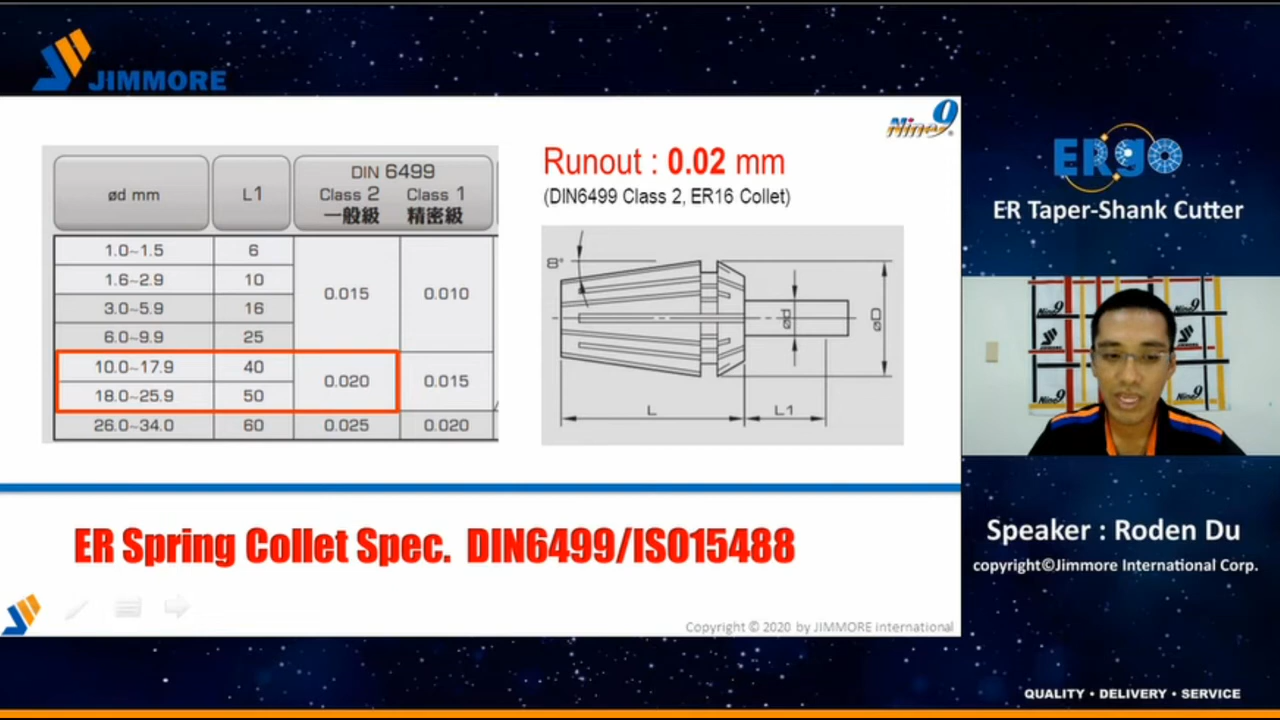 JIMMORE
Nine9
ød mm
L1
DIN 6499
Class 2
Class 1
一般級
精密級
1.0~1.5
6
0.015
0.010
1.6~2.9
10
3.0~5.9
16
6.0~9.9
25
10.0~17.9
40
0.020
0.015
18.0~25.9
50
26.0~34.0
60
0.025
0.020
Runout : 0.02 mm
(DIN6499 Class 2, ER16 Collet)
8°
ød
øD
L
L1
ER Spring Collet Spec. DIN6499/ISO15488
Copyright © 2020 by JIMMORE international
ERgo
ER Taper-Shank Cutter
Nine9
Nine9
Nine9
Nine9
Speaker : Roden Du
copyright©Jimmore International Corp.
QUALITY • DELIVERY • SERVICE